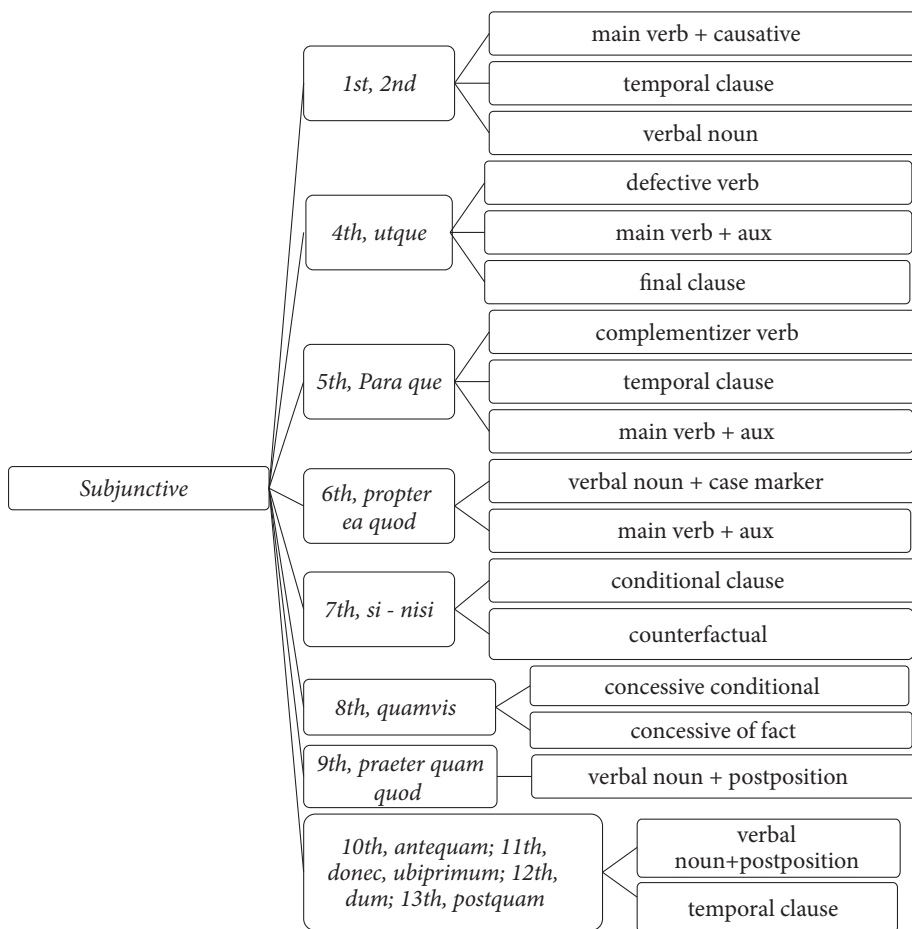 Subjunctive
1st, 2nd
main verb + causative
temporal clause
verbal noun
4th, utque
defective verb
main verb + aux
final clause
5th, Para que
complementizer verb
temporal clause
main verb + aux
6th, propter
ea quod
verbal noun + case marker
main verb + aux
7th, si - nisi
conditional clause
counterfactual
8th, quamvis
concessive conditional
concessive of fact
9th, praeter quam
quod
verbal noun + postposition
10th, antequam; 11th,
donec, ubiprimum; 12th,
dum; 13th, postquam
verbal
noun+postposition
temporal clause